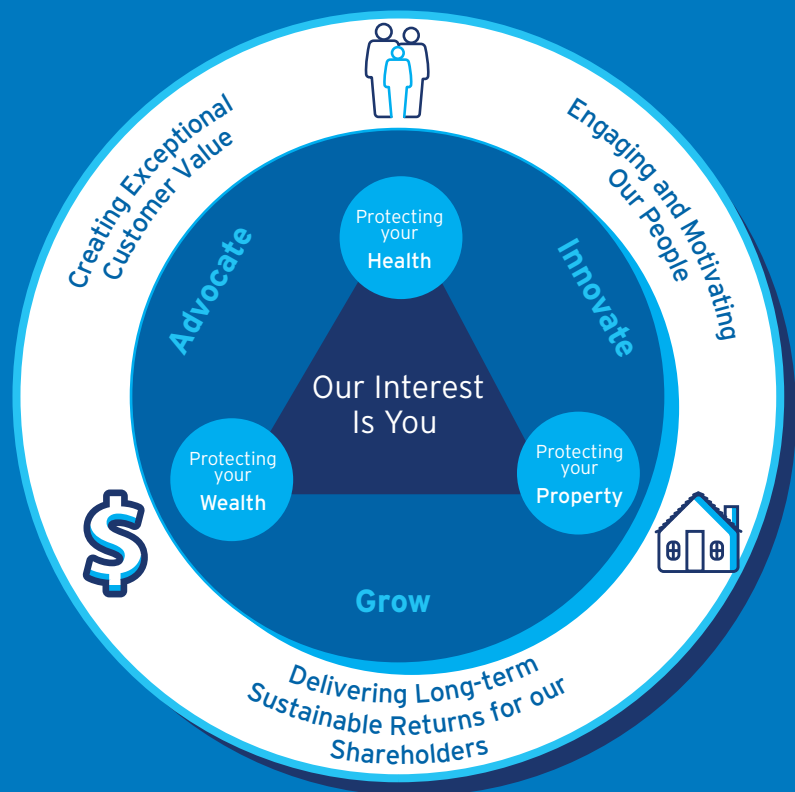 Creating Exceptional
Customer Value
Engaging and Motivating
Our People
Advocate
Innovate
Protecting
your
Health
Our Interest
Is You
Protecting
your
Wealth
Protecting
your
Property
Grow
Delivering Long-term
Sustainable Returns for our
Shareholders